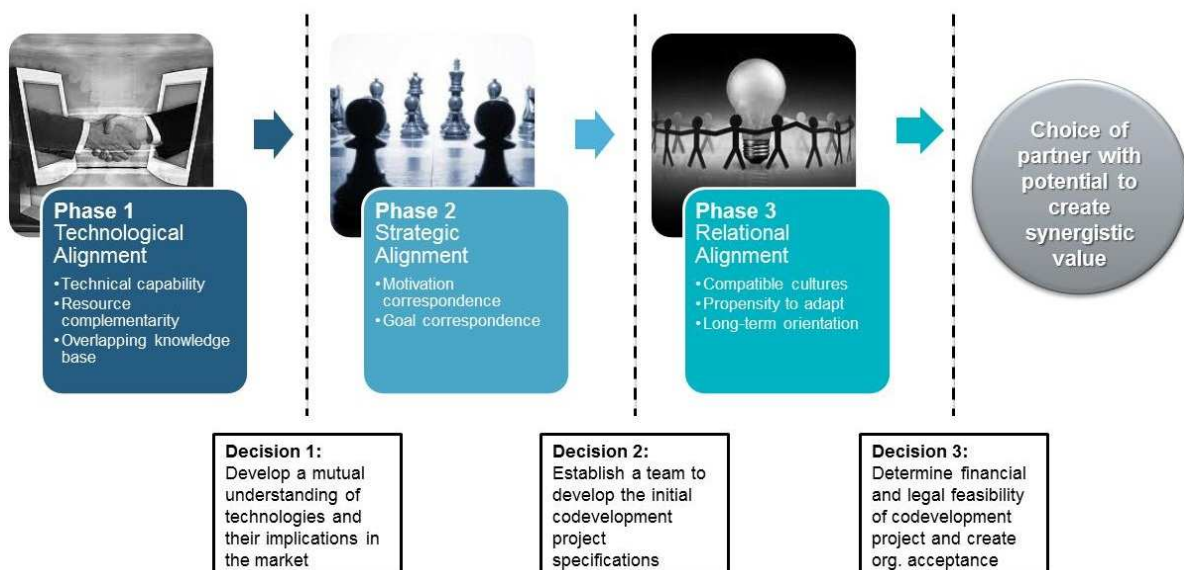 Phase 1
Technological
Alignment
•Technical capability
•Resource
complementarity
•Overlapping knowledge
base
Phase 2
Strategic
Alignment
•Motivation
correspondence
•Goal correspondence
Phase 3
Relational
Alignment
•Compatible cultures
•Propensity to adapt
•Long-term orientation
Choice of
partner with
potential to
create
synergistic
value
Decision 1:
Develop a mutual
understanding of
technologies and
their implications in
the market
Decision 2:
Establish a team to
develop the initial
codevelopment
project
specifications
Decision 3:
Determine financial
and legal feasibility
of codevelopment
project and create
org. acceptance